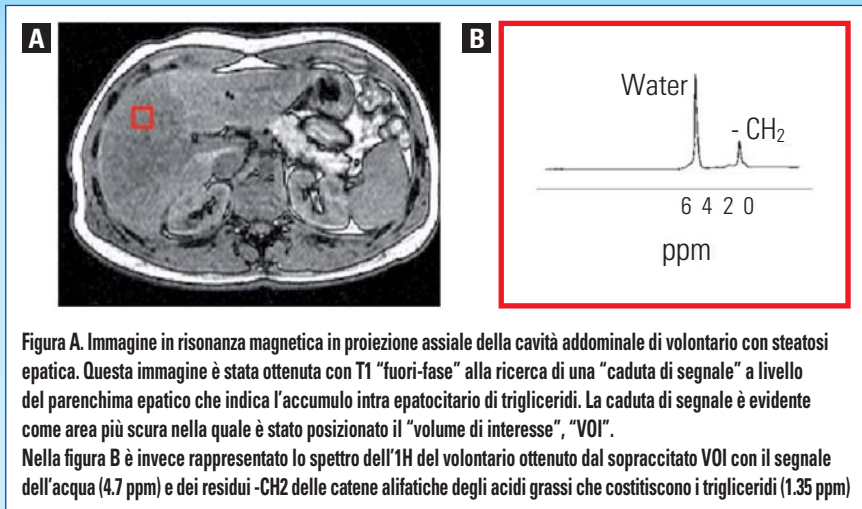 A
B
Water
- CH₂
6 4 2 0
ppm
Figura A. Immagine in risonanza magnetica in proiezione assiale della cavità addominale di volontario con steatosi
epatica. Questa immagine è stata ottenuta con T1 “fuori-fase” alla ricerca di una “caduta di segnale” a livello
del parenchima epatico che indica l’accumulo intra epatocitario di trigliceridi. La caduta di segnale è evidente
come area più scura nella quale è stato posizionato il “volume di interesse”, “VOI”.
Nella figura B è invece rappresentato lo spettro dell’1H del volontario ottenuto dal sopraccitato VOI con il segnale
dell’acqua (4.7 ppm) e dei residui -CH2 delle catene alifatiche degli acidi grassi che costitiscono i trigliceridi (1.35 ppm)